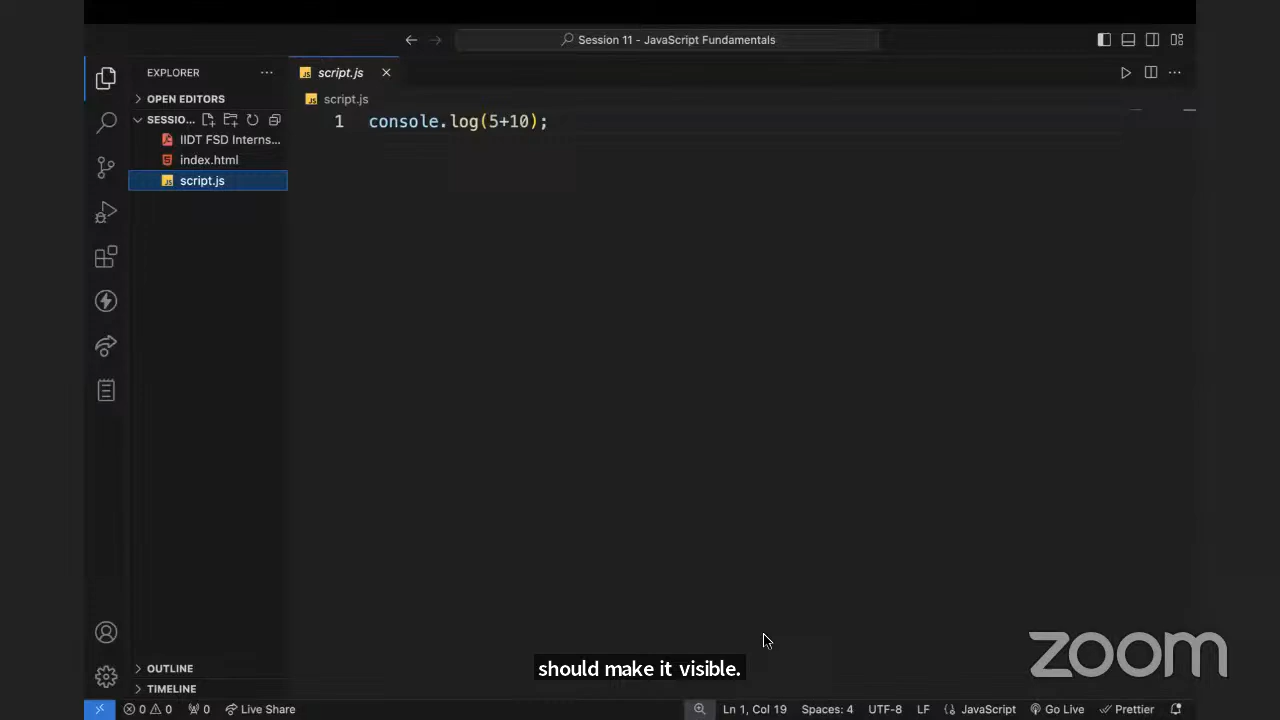 Session 11 - JavaScript Fundamentals
EXPLORER
script.js
OPEN EDITORS
script.js
SESSIO...
1 console.log(5+10);
IIDT FSD Interns...
index.html
script.js
OUTLINE
should make it visible.
zoom
TIMELINE
0 0 0 Live Share Ln 1, Col 19 Spaces: 4 UTF-8 LF JavaScript Go Live Prettier